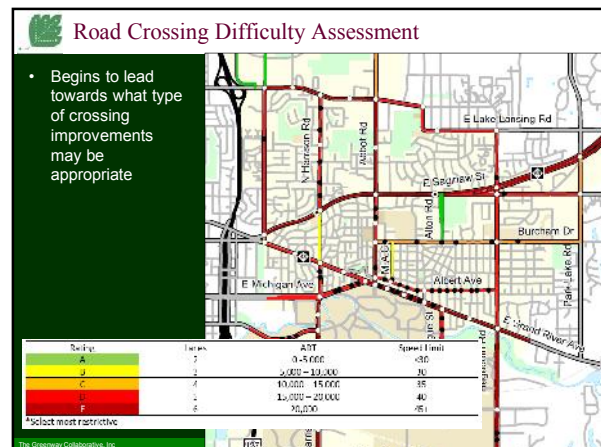 Road Crossing Difficulty Assessment
• Begins to lead
towards what type
of crossing
improvements
may be
appropriate
E Lake Lansing Rd
N Harrison Rd
Abbot Rd
E Saginaw St
Alton Rd
Burcham Dr
M.A.C.
Park Lake Rd
Albert Ave
E Michigan Ave
E Grand River Ave
Rating Lanes ADT Speed Limit
A 2 0-5,000 <30
B 3 5,000 – 10,000 30
C 4 10,000 – 15,000 35
D 5 15,000 – 20,000 40
6 20,000 45+
*Select most restrictive
The Greenway Collaborative, Inc